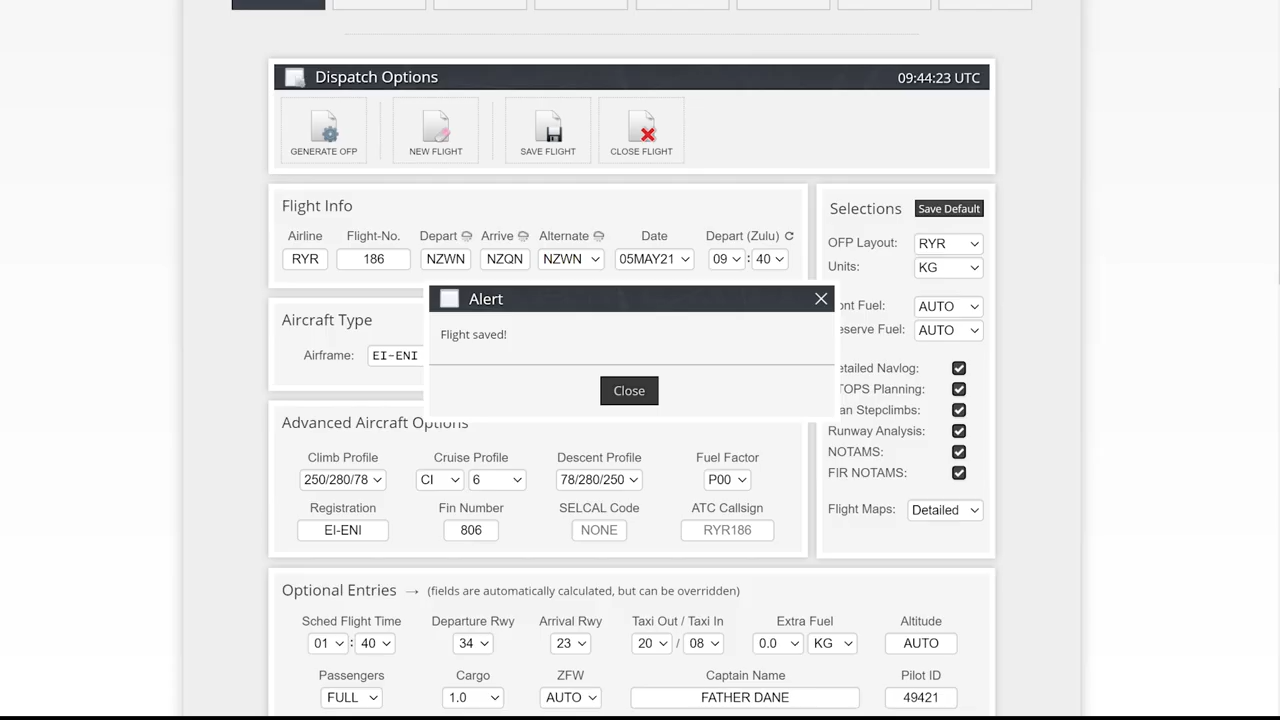 Dispatch Options 09:44:23 UTC
GENERATE OFP NEW FLIGHT SAVE FLIGHT CLOSE FLIGHT
Flight Info
Airline Flight-No. Depart Arrive Alternate Date Depart (Zulu)
RYR 186 NZWN NZQN NZWN 05MAY21 09 : 40
Selections Save Default
OFP Layout: RYR
Units: KG
ont Fuel: AUTO
eserve Fuel: AUTO
etailed Navlog:
TOPS Planning:
an Stepclimbs:
Runway Analysis:
NOTAMS:
FIR NOTAMS:
Flight Maps: Detailed
Alert
Flight saved!
Close
Aircraft Type
Airframe: EI-ENI
Advanced Aircraft Options
Climb Profile Cruise Profile Descent Profile Fuel Factor
250/280/78 CI 6 78/280/250 P00
Registration Fin Number SELCAL Code ATC Callsign
EI-ENI 806 NONE RYR186
Optional Entries → (fields are automatically calculated, but can be overridden)
Sched Flight Time Departure Rwy Arrival Rwy Taxi Out / Taxi In Extra Fuel Altitude
01 : 40 34 23 20 / 08 0.0 KG AUTO
Passengers Cargo ZFW Captain Name Pilot ID
FULL 1.0 AUTO FATHER DANE 49421